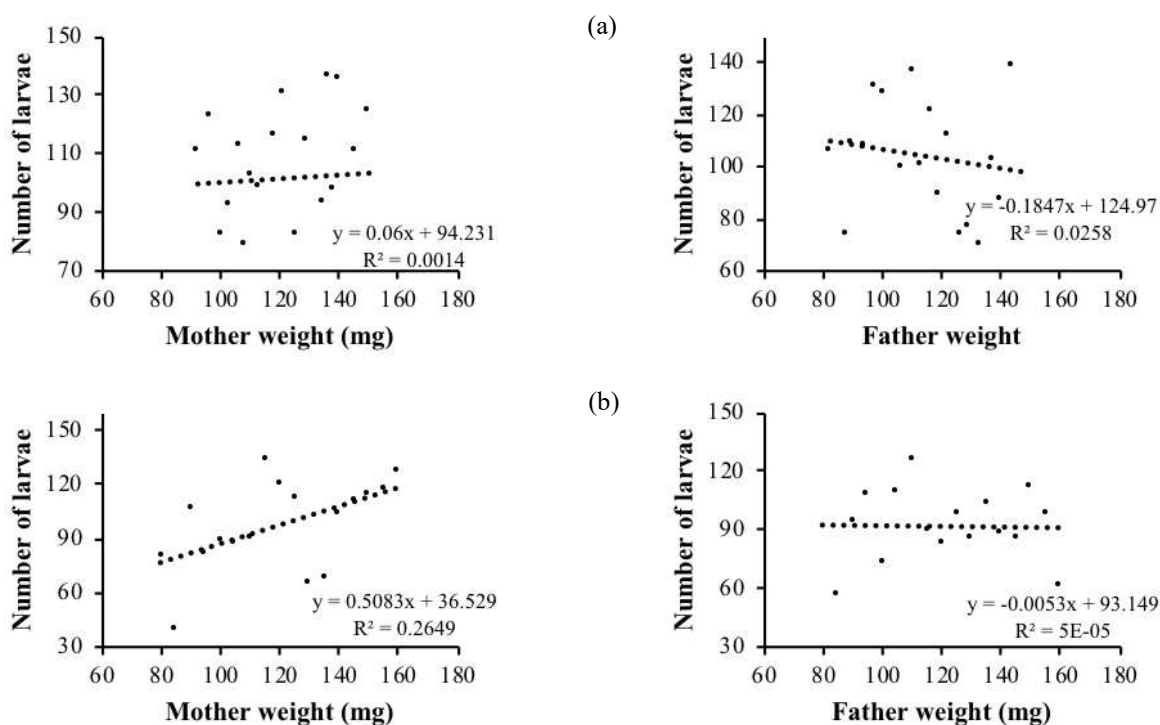 (a)
150
130
110
90
70
Number of larvae
y = 0.06x + 94.231
R² = 0.0014
60 80 100 120 140 160 180
Mother weight (mg)
140
120
100
80
60
Number of larvae
y = -0.1847x + 124.97
R² = 0.0258
60 80 100 120 140 160 180
Father weight
(b)
150
120
90
60
30
Number of larvae
y = 0.5083x + 36.529
R² = 0.2649
60 80 100 120 140 160 180
Mother weight (mg)
150
120
90
60
30
Number of larvae
y = -0.0053x + 93.149
R² = 5E-05
60 80 100 120 140 160 180
Father weight (mg)